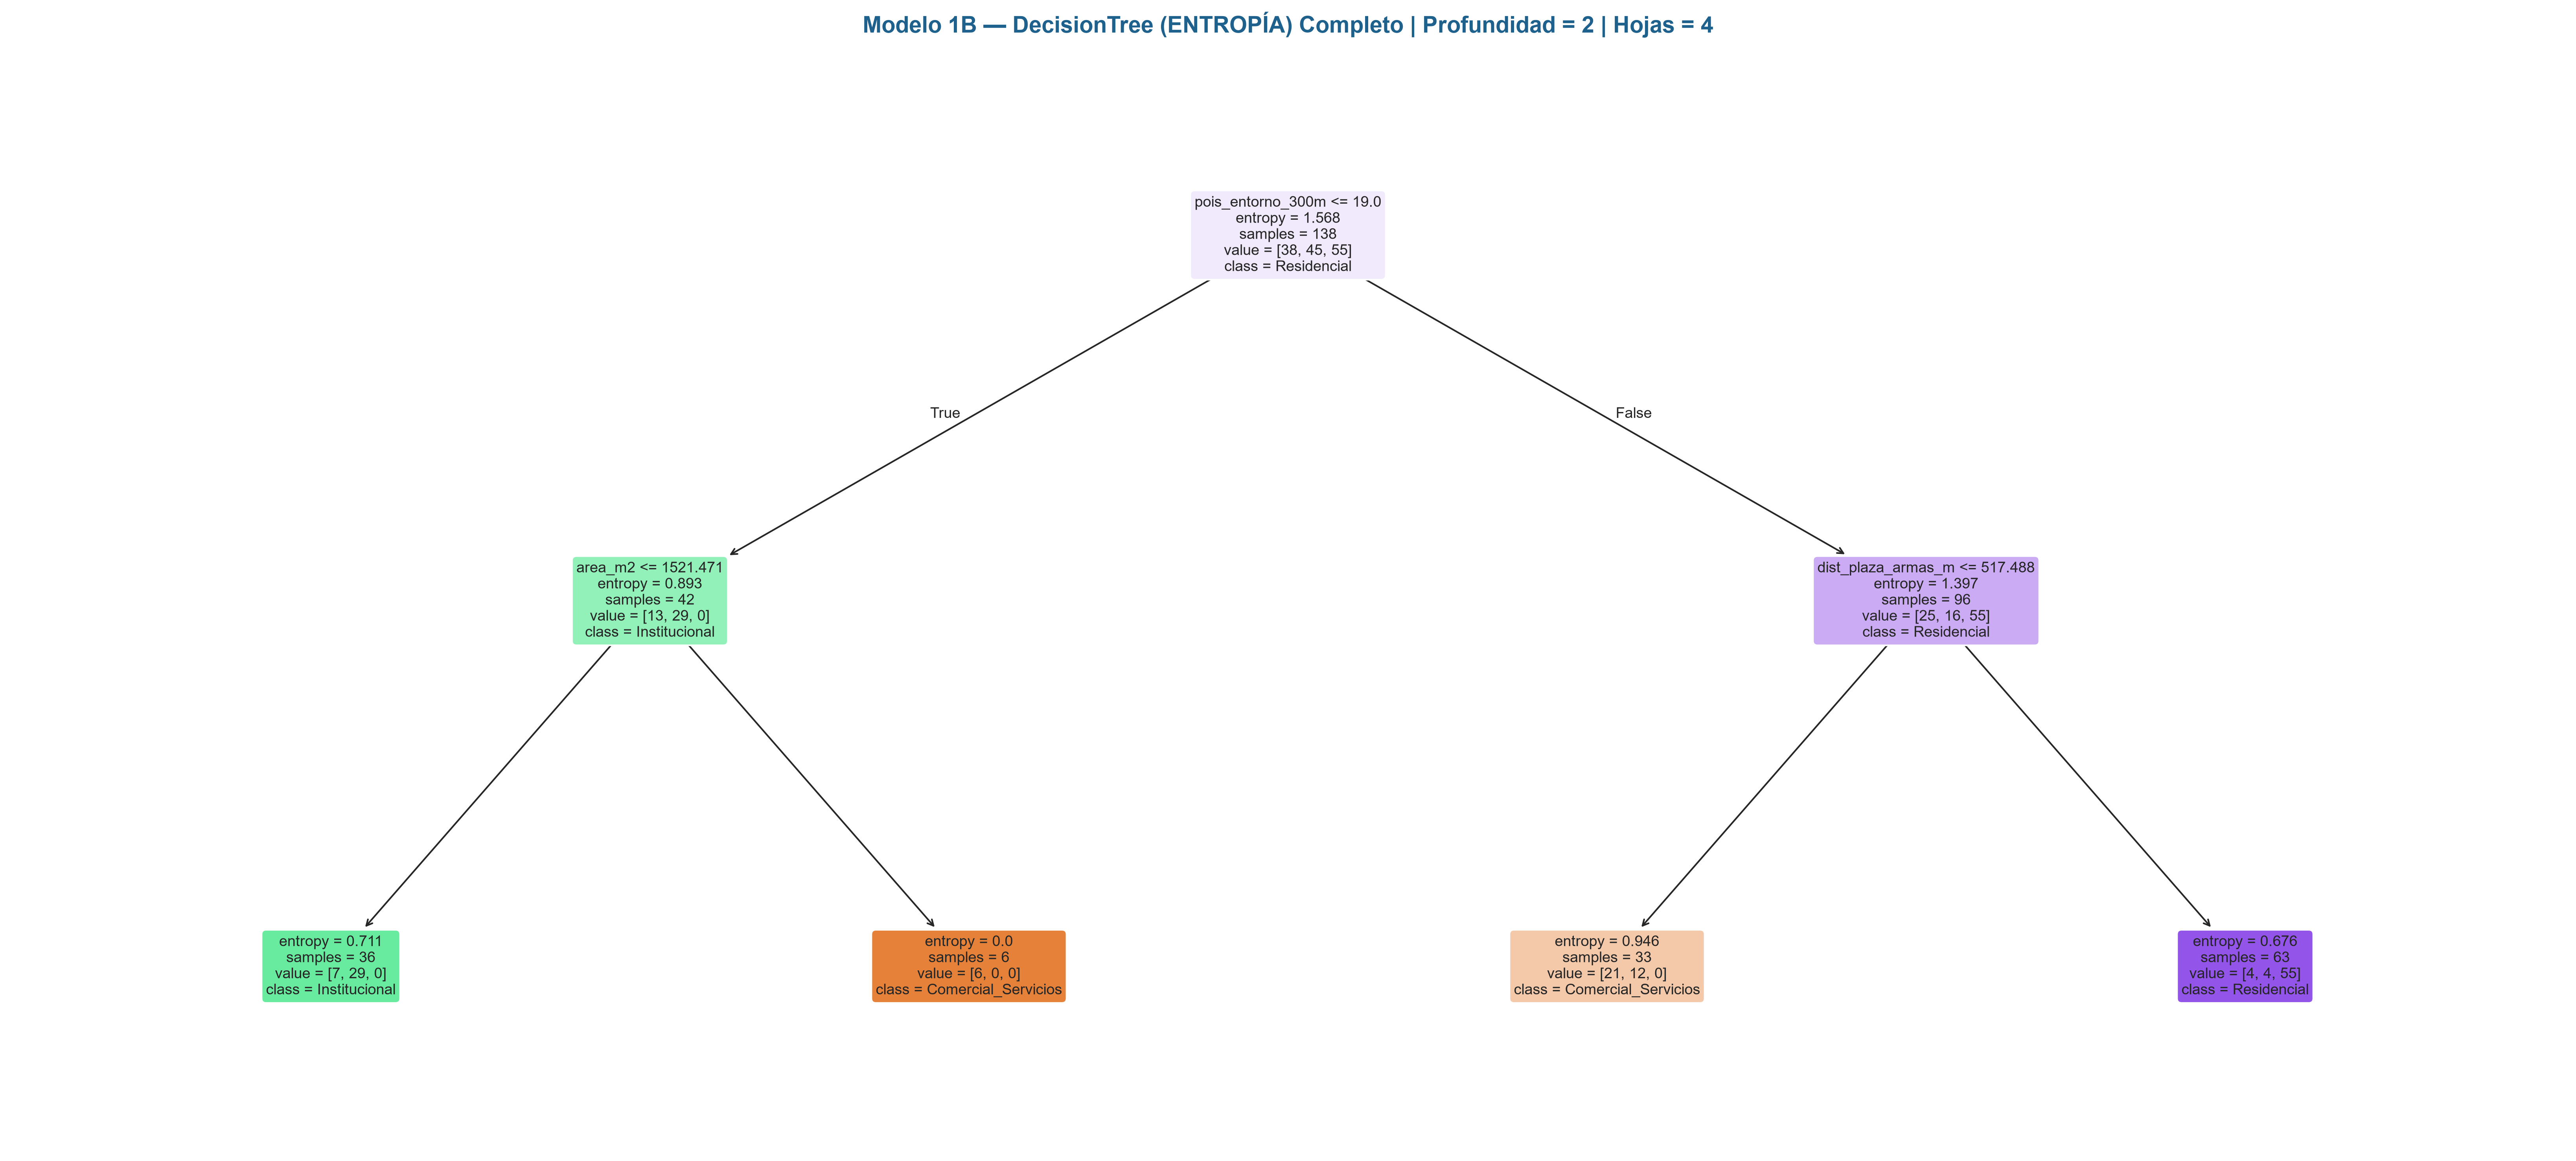 Modelo 1B — DecisionTree (ENTROPÍA) Completo | Profundidad = 2 | Hojas = 4
pois_entorno_300m <= 19.0
entropy = 1.568
samples = 138
value = [38, 45, 55]
class = Residencial
True
False
area_m2 <= 1521.471
entropy = 0.893
samples = 42
value = [13, 29, 0]
class = Institucional
dist_plaza_armas_m <= 517.488
entropy = 1.397
samples = 96
value = [25, 16, 55]
class = Residencial
entropy = 0.711
samples = 36
value = [7, 29, 0]
class = Institucional
entropy = 0.0
samples = 6
value = [6, 0, 0]
class = Comercial_Servicios
entropy = 0.946
samples = 33
value = [21, 12, 0]
class = Comercial_Servicios
entropy = 0.676
samples = 63
value = [4, 4, 55]
class = Residencial